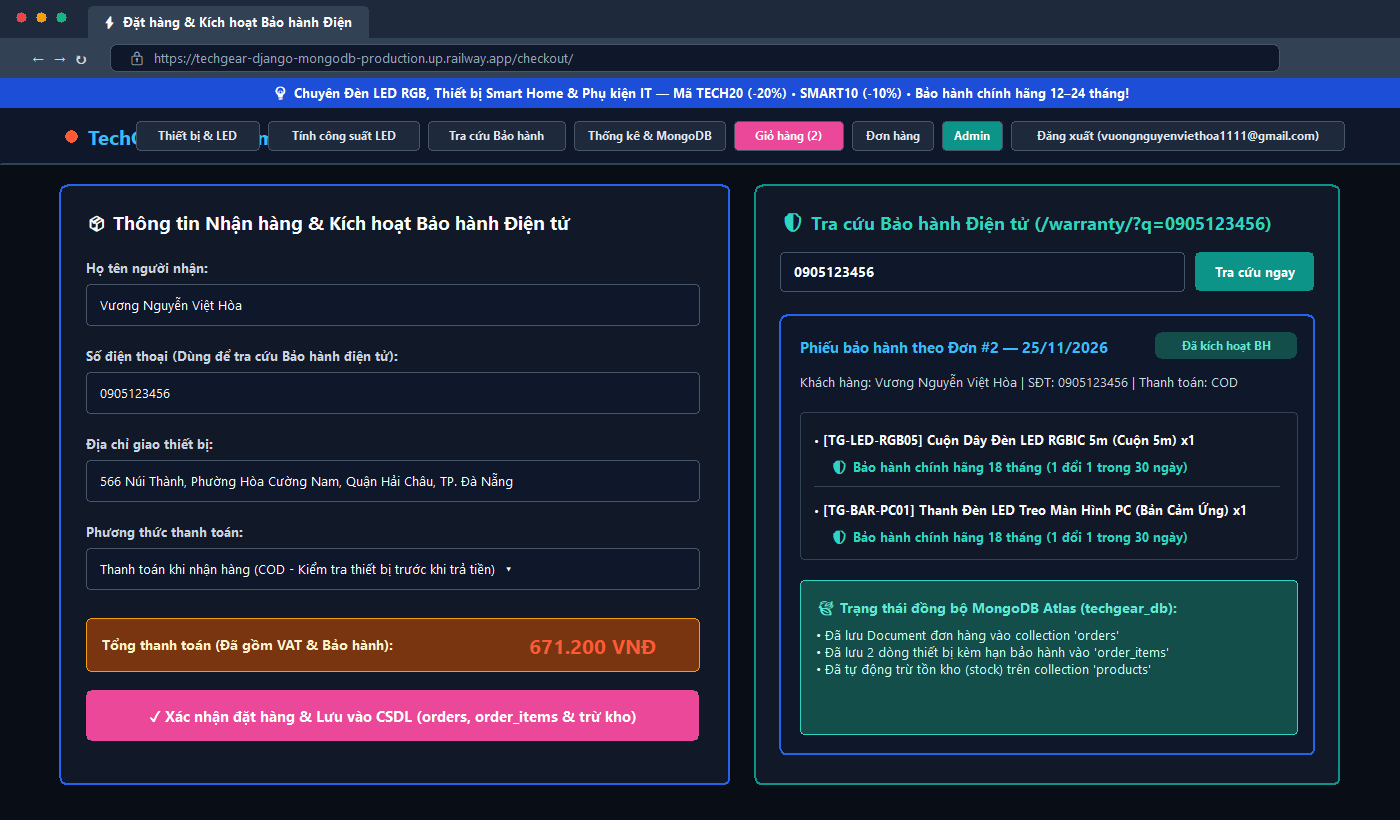 Đặt hàng & Kích hoạt Bảo hành Điện
https://techgear-django-mongodb-production.up.railway.app/checkout/
Chuyên Đèn LED RGB, Thiết bị Smart Home & Phụ kiện IT — Mã TECH20 (-20%) • SMART10 (-10%) • Bảo hành chính hãng 12–24 tháng!
Thiết bị & LED
Tính công suất LED
Tra cứu Bảo hành
Thống kê & MongoDB
Giỏ hàng (2)
Đơn hàng
Admin
Đăng xuất (vuongnguyenviethoa1111@gmail.com)
Thông tin Nhận hàng & Kích hoạt Bảo hành Điện tử
Họ tên người nhận:
Vương Nguyễn Việt Hòa
Số điện thoại (Dùng để tra cứu Bảo hành điện tử):
0905123456
Địa chỉ giao thiết bị:
566 Núi Thành, Phường Hòa Cường Nam, Quận Hải Châu, TP. Đà Nẵng
Phương thức thanh toán:
Thanh toán khi nhận hàng (COD - Kiểm tra thiết bị trước khi trả tiền) ▾
Tổng thanh toán (Đã gồm VAT & Bảo hành):
671.200 VNĐ
✓ Xác nhận đặt hàng & Lưu vào CSDL (orders, order_items & trừ kho)
Tra cứu Bảo hành Điện tử (/warranty/?q=0905123456)
0905123456
Tra cứu ngay
Phiếu bảo hành theo Đơn #2 — 25/11/2026
Đã kích hoạt BH
Khách hàng: Vương Nguyễn Việt Hòa | SĐT: 0905123456 | Thanh toán: COD
• [TG-LED-RGB05] Cuộn Dây Đèn LED RGBIC 5m (Cuộn 5m) x1
Bảo hành chính hãng 18 tháng (1 đổi 1 trong 30 ngày)
• [TG-BAR-PC01] Thanh Đèn LED Treo Màn Hình PC (Bản Cảm Ứng) x1
Bảo hành chính hãng 18 tháng (1 đổi 1 trong 30 ngày)
Trạng thái đồng bộ MongoDB Atlas (techgear_db):
• Đã lưu Document đơn hàng vào collection 'orders'
• Đã lưu 2 dòng thiết bị kèm hạn bảo hành vào 'order_items'
• Đã tự động trừ tồn kho (stock) trên collection 'products'